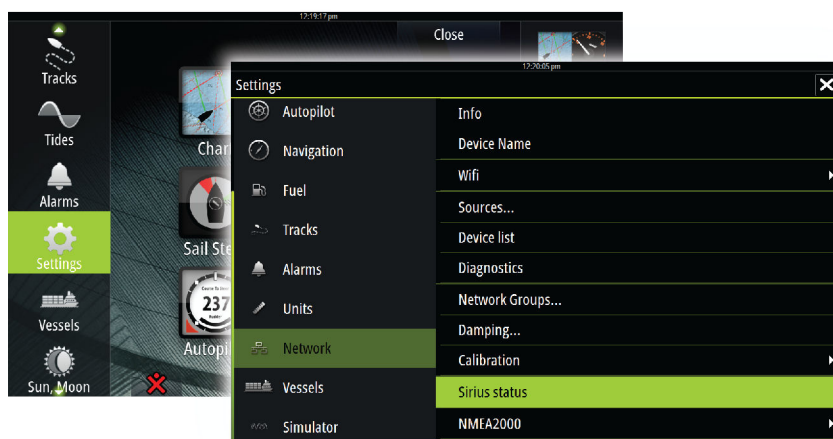 12:19:17 pm
Close
Tracks
Tides
Alarms
Settings
Vessels
Sun, Moon
Char
Sail Ste
237
Autopi
12:20:05 pm
Settings
Autopilot
Navigation
Fuel
Tracks
Alarms
Units
Network
Vessels
Simulator
Info
Device Name
Wifi
Sources...
Device list
Diagnostics
Network Groups...
Damping...
Calibration
Sirius status
NMEA2000